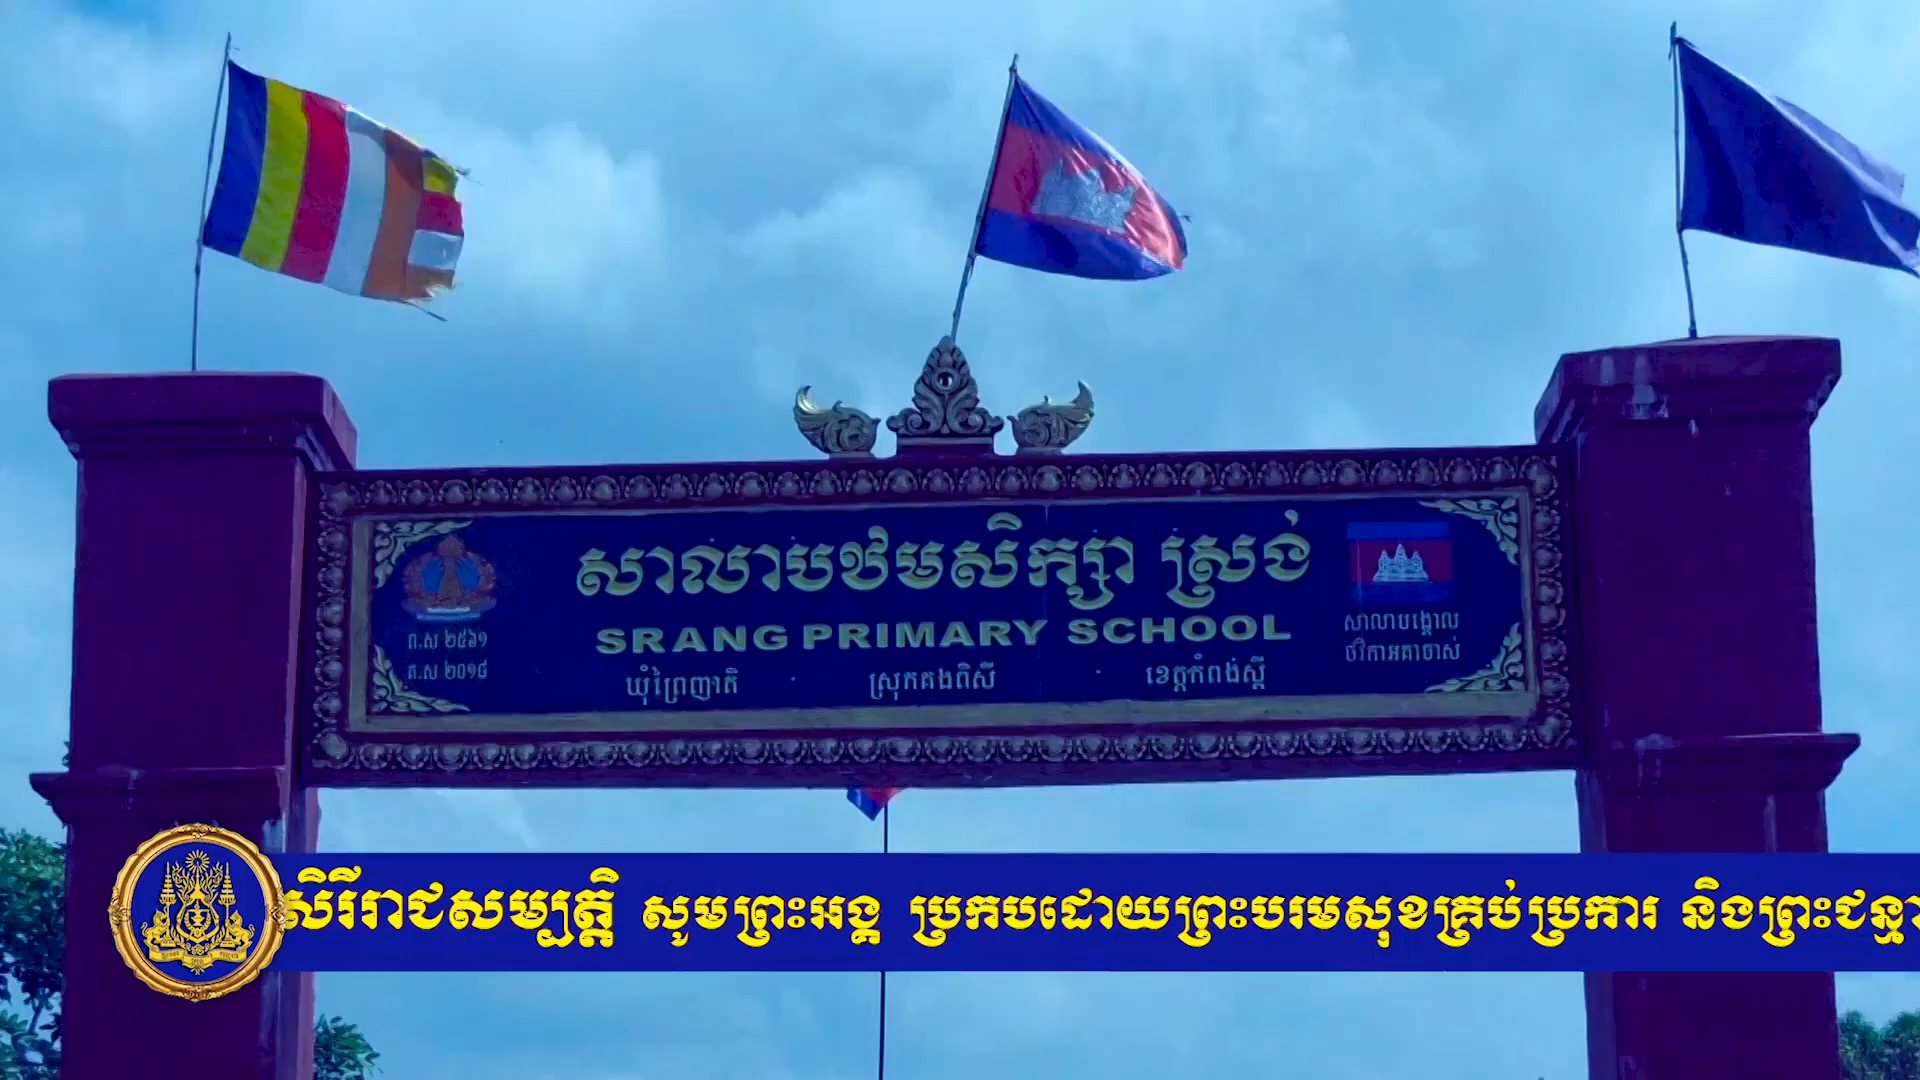 សាលាបឋមសិក្សា ស្រង់
SRANG PRIMARY SCHOOL
ឃុំព្រៃញាតិ · ស្រុកគងពិសី · ខេត្តកំពង់ស្ពឺ
ព.ស ២៥៦១
គ.ស ២០១៨
សាលាបង្គោល
ថវិកាអគាចាស់
សិរីរាជសម្បត្តិ សូមព្រះអង្គ ប្រកបដោយព្រះបរមសុខគ្រប់ប្រការ និងព្រះជន្មា